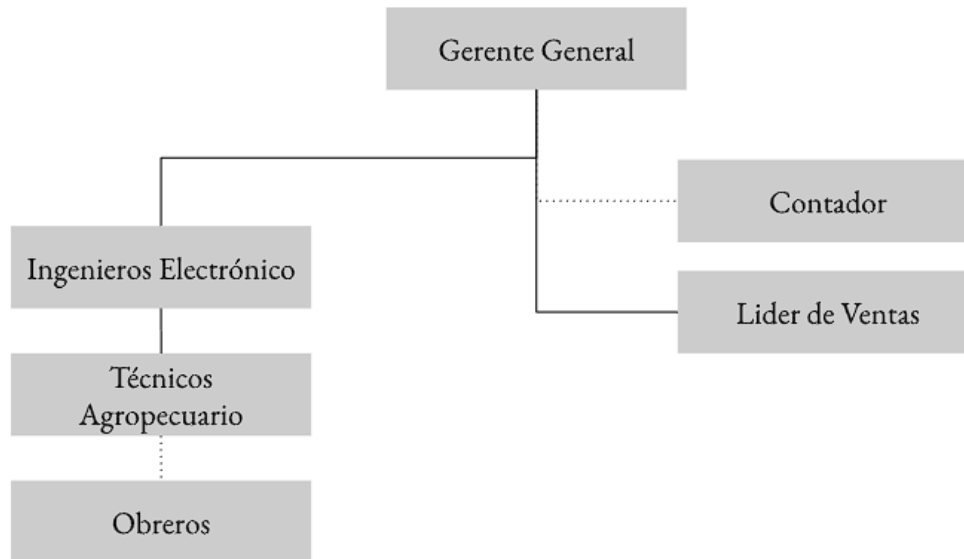 Gerente General
Contador
Ingenieros Electrónico
Lider de Ventas
Técnicos
Agropecuario
Obreros